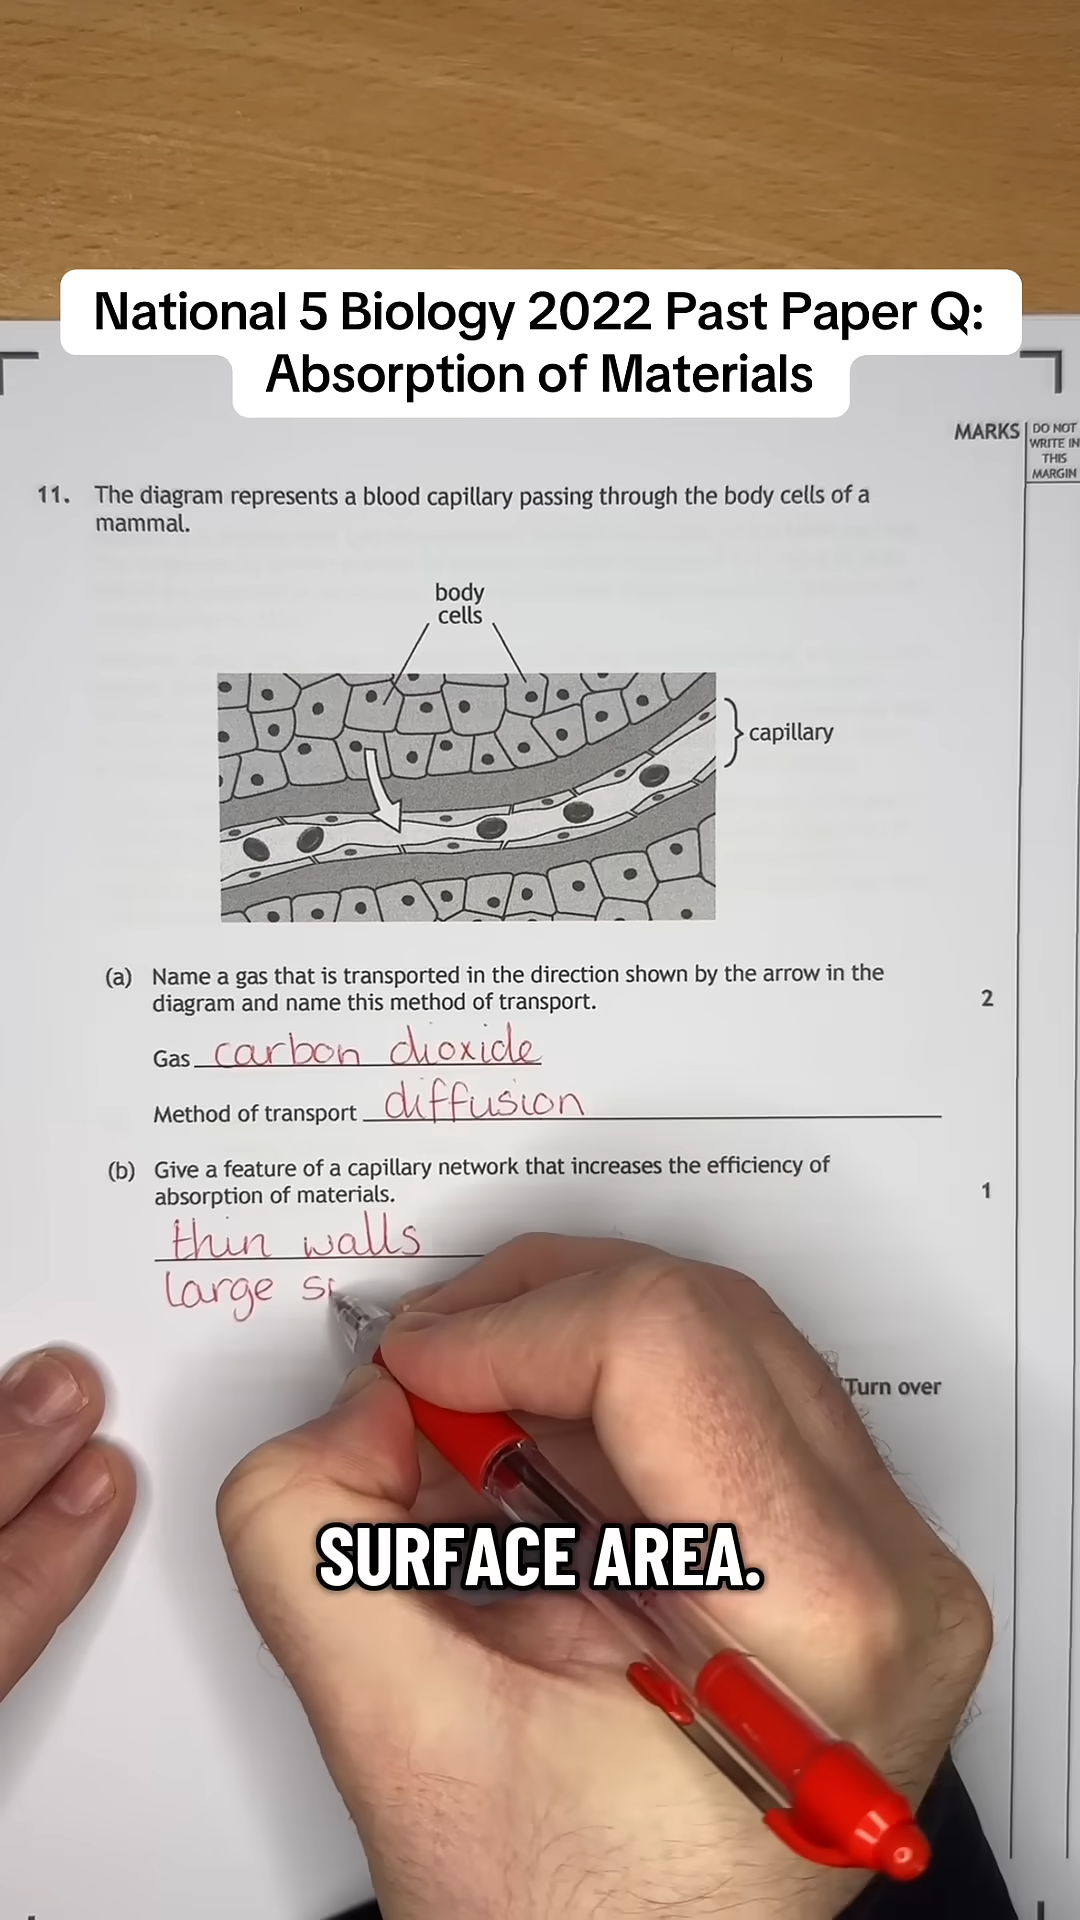 National 5 Biology 2022 Past Paper Q:
Absorption of Materials
MARKS
DO NOT
WRITE IN
THIS
MARGIN
11. The diagram represents a blood capillary passing through the body cells of a
mammal.
body
cells
capillary
(a) Name a gas that is transported in the direction shown by the arrow in the
diagram and name this method of transport.
2
Gas carbon dioxide
Method of transport diffusion
(b) Give a feature of a capillary network that increases the efficiency of
absorption of materials.
1
thin walls
large
Turn over
SURFACE AREA.